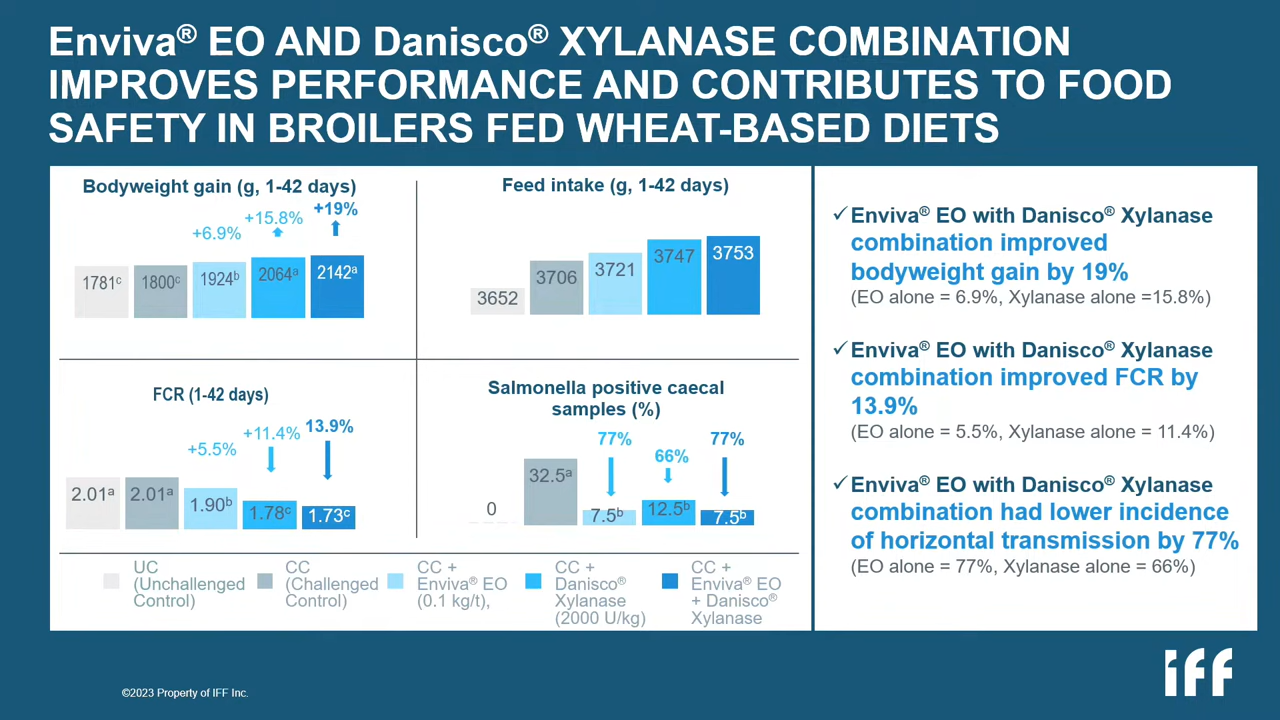 Enviva® EO AND Danisco® XYLANASE COMBINATION
IMPROVES PERFORMANCE AND CONTRIBUTES TO FOOD
SAFETY IN BROILERS FED WHEAT-BASED DIETS
Bodyweight gain (g, 1-42 days)
+6.9%
+15.8%
+19%
1781ᶜ
1800ᶜ
1924ᵇ
2064ᵃ
2142ᵃ
Feed intake (g, 1-42 days)
3652
3706
3721
3747
3753
FCR (1-42 days)
+5.5%
+11.4%
13.9%
2.01ᵃ
2.01ᵃ
1.90ᵇ
1.78ᶜ
1.73ᶜ
Salmonella positive caecal
samples (%)
77%
66%
77%
0
32.5ᵃ
7.5ᵇ
12.5ᵇ
7.5ᵇ
UC
(Unchallenged
Control)
CC
(Challenged
Control)
CC +
Enviva® EO
(0.1 kg/t),
CC +
Danisco®
Xylanase
(2000 U/kg)
CC +
Enviva® EO
+ Danisco®
Xylanase
✓Enviva® EO with Danisco® Xylanase
combination improved
bodyweight gain by 19%
(EO alone = 6.9%, Xylanase alone =15.8%)
✓Enviva® EO with Danisco® Xylanase
combination improved FCR by
13.9%
(EO alone = 5.5%, Xylanase alone = 11.4%)
✓Enviva® EO with Danisco® Xylanase
combination had lower incidence
of horizontal transmission by 77%
(EO alone = 77%, Xylanase alone = 66%)
©2023 Property of IFF Inc.
iff